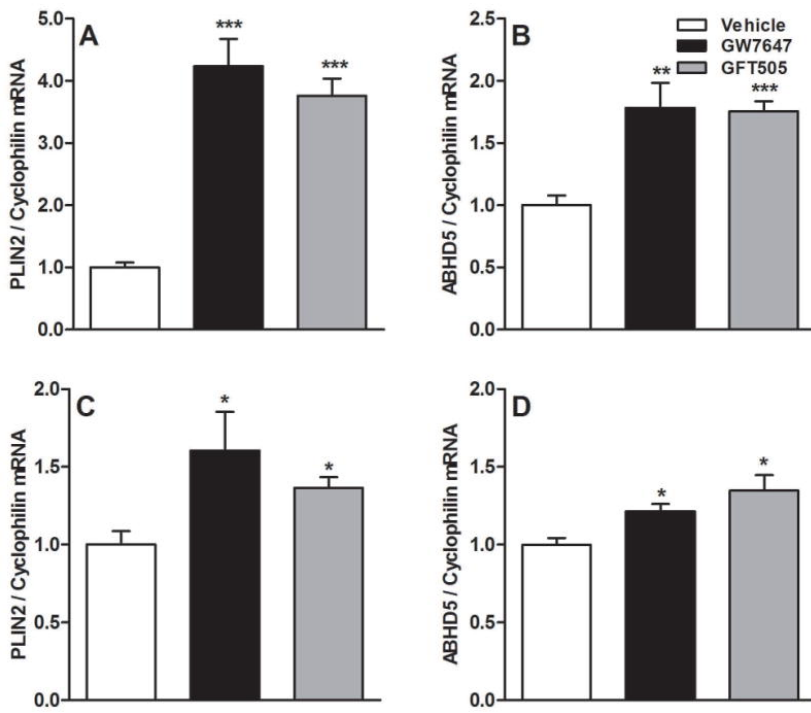 A
PLIN2 / Cyclophilin mRNA
5.0
4.0
3.0
2.0
1.0
0.0
***
***
B
ABHD5 / Cyclophilin mRNA
2.5
2.0
1.5
1.0
0.5
0.0
**
***
Vehicle
GW7647
GFT505
C
PLIN2 / Cyclophilin mRNA
2.0
1.5
1.0
0.5
0.0
*
*
D
ABHD5 / Cyclophilin mRNA
2.0
1.5
1.0
0.5
0.0
*
*